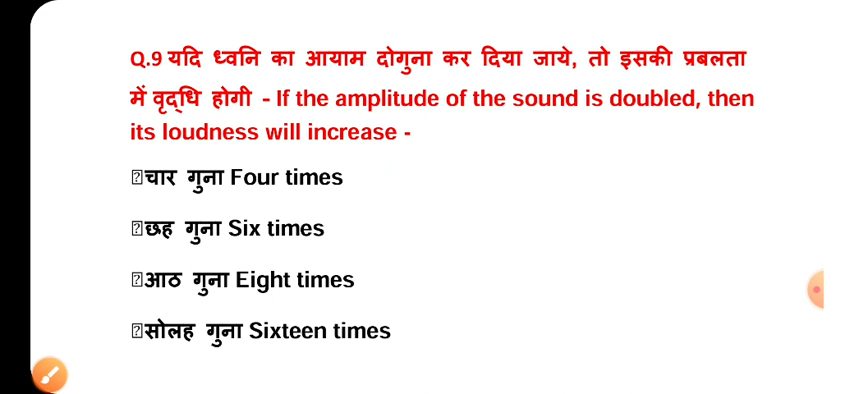 Q.9 यदि ध्वनि का आयाम दोगुना कर दिया जाये, तो इसकी प्रबलता
में वृद्धि होगी - If the amplitude of the sound is doubled, then
its loudness will increase -
चार गुना Four times
छह गुना Six times
आठ गुना Eight times
सोलह गुना Sixteen times